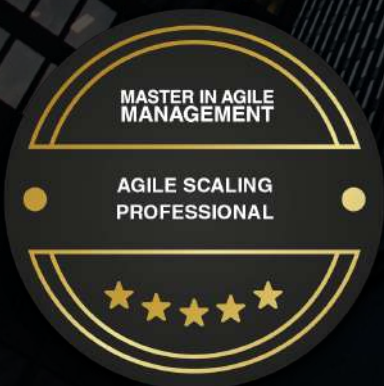 MASTER IN AGILE
MANAGEMENT
AGILE SCALING
PROFESSIONAL